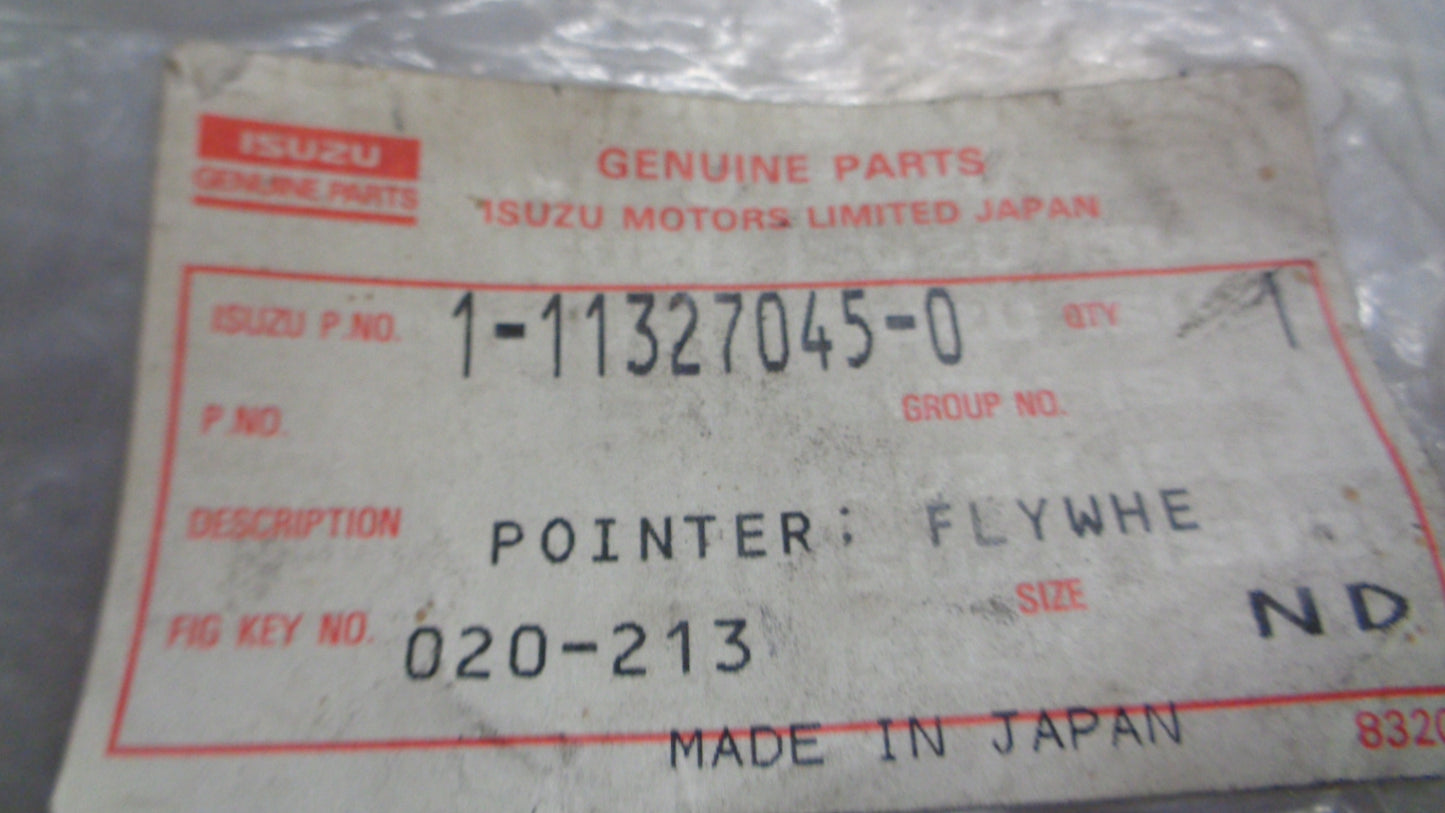 ISUZU
GENUINE PARTS
GENUINE PARTS
ISUZU MOTORS LIMITED JAPAN
ISUZU P.NO. 1-11327045-0 QTY 1
P.NO. GROUP NO.
DESCRIPTION POINTER: FLYWHE
FIG KEY NO. 020-213 SIZE ND
MADE IN JAPAN 8320